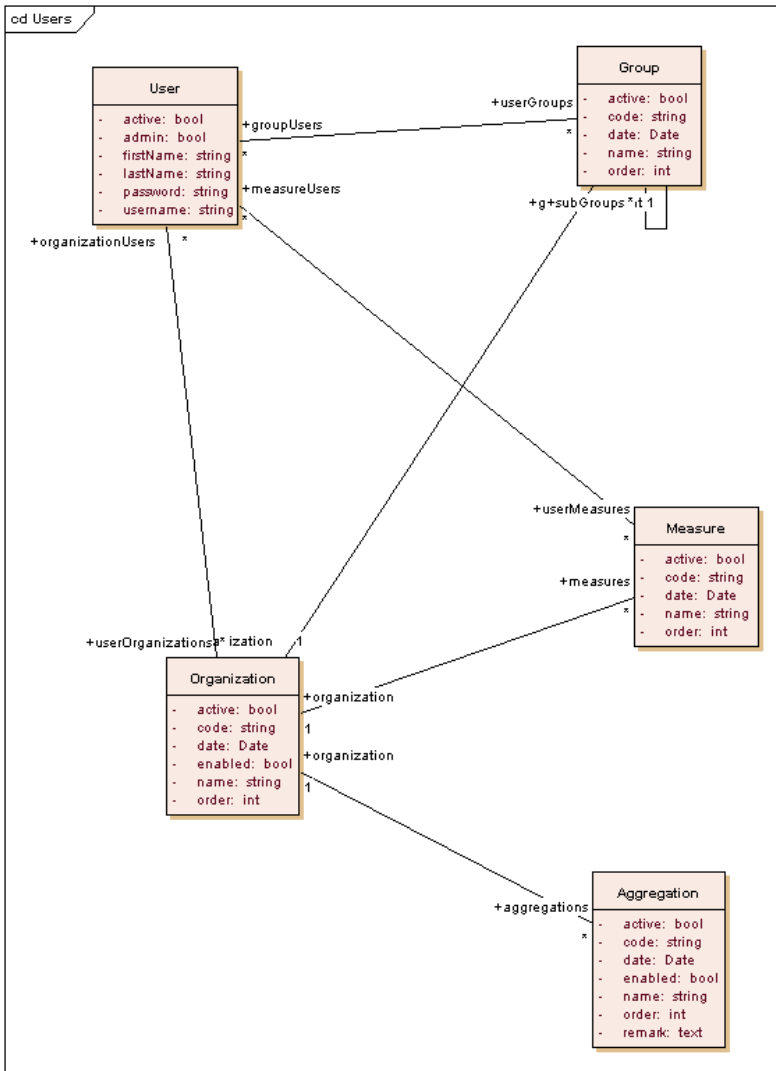 cd Users
User
- active: bool
- admin: bool
- firstName: string
- lastName: string
- password: string
- username: string
Group
- active: bool
- code: string
- date: Date
- name: string
- order: int
+groupUsers
*
+userGroups
*
+measureUsers
*
+organizationUsers
*
+subGroups *
1
+userMeasures
*
Measure
- active: bool
- code: string
- date: Date
- name: string
- order: int
+measures
*
+userOrganizations
* ization
1
Organization
- active: bool
- code: string
- date: Date
- enabled: bool
- name: string
- order: int
+organization
1
+organization
1
+aggregations
*
Aggregation
- active: bool
- code: string
- date: Date
- enabled: bool
- name: string
- order: int
- remark: text